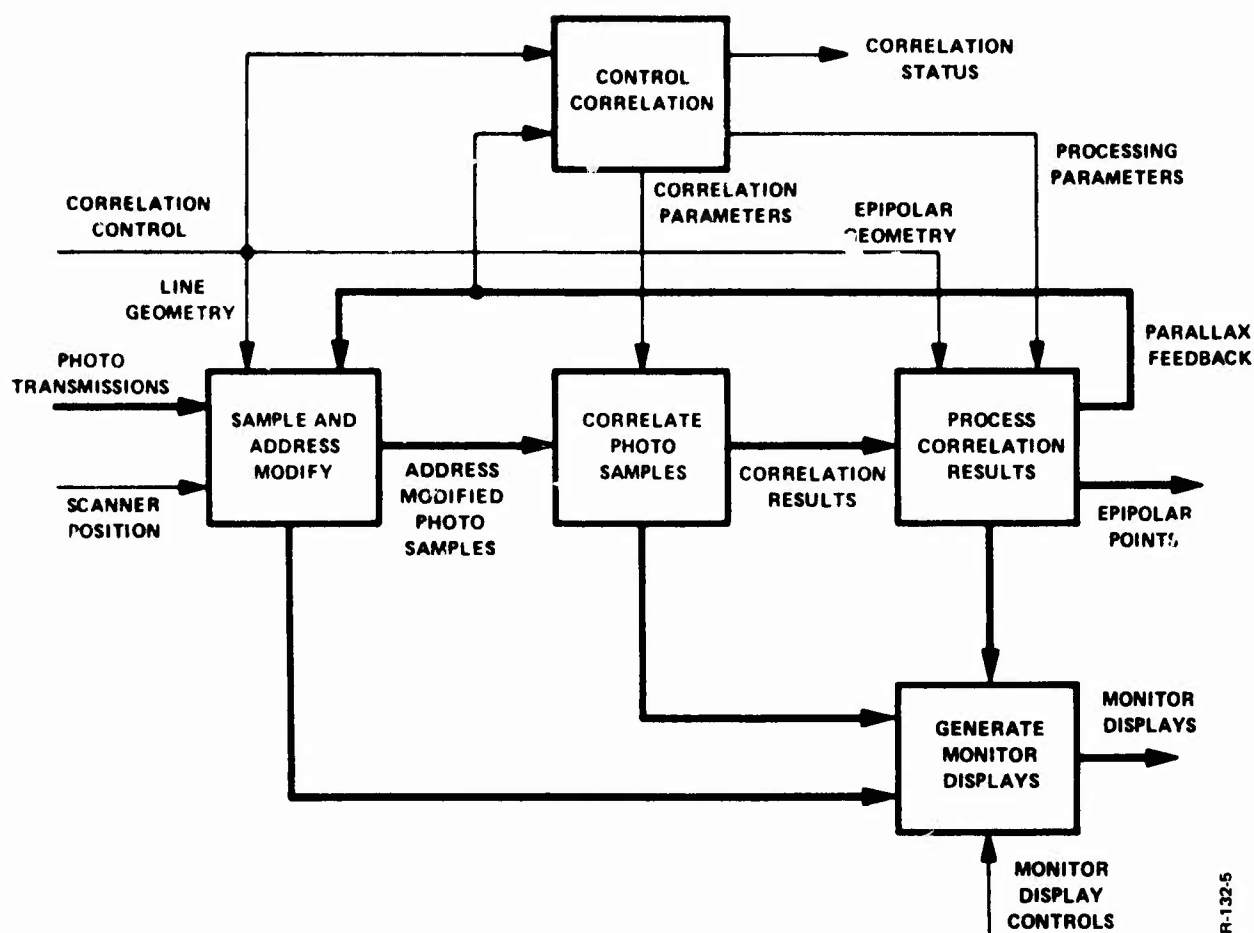 CONTROL
CORRELATION
CORRELATION
STATUS
PROCESSING
PARAMETERS
CORRELATION
PARAMETERS
CORRELATION
CONTROL
EPIPOLAR
GEOMETRY
LINE
GEOMETRY
PARALLAX
FEEDBACK
PHOTO
TRANSMISSIONS
SAMPLE AND
ADDRESS
MODIFY
CORRELATE
PHOTO
SAMPLES
PROCESS
CORRELATION
RESULTS
ADDRESS
MODIFIED
PHOTO
SAMPLES
CORRELATION
RESULTS
SCANNER
POSITION
EPIPOLAR
POINTS
GENERATE
MONITOR
DISPLAYS
MONITOR
DISPLAYS
MONITOR
DISPLAY
CONTROLS
R-132-5